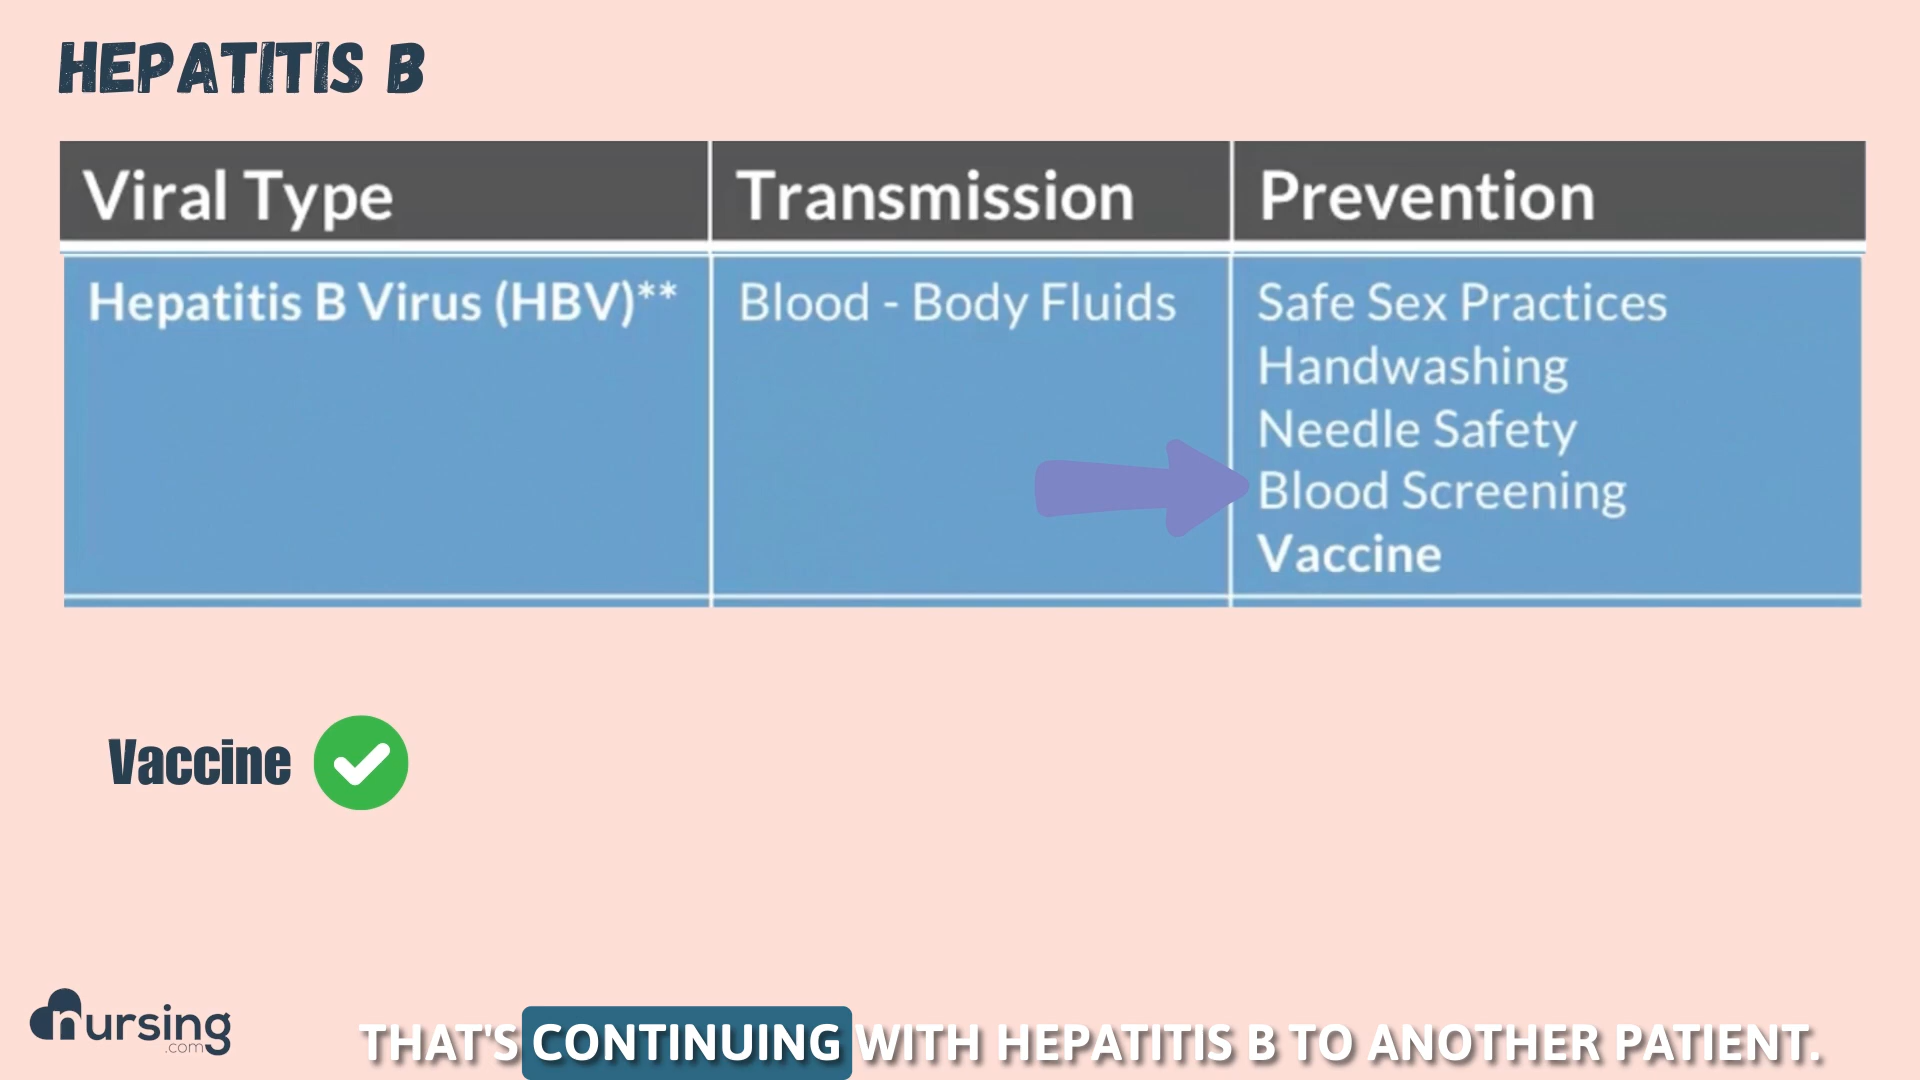 HEPATITIS B
Viral Type
Transmission
Prevention
Hepatitis B Virus (HBV)**
Blood - Body Fluids
Safe Sex Practices
Handwashing
Needle Safety
Blood Screening
Vaccine
Vaccine
nursing
.com
THAT'S CONTINUING WITH HEPATITIS B TO ANOTHER PATIENT.